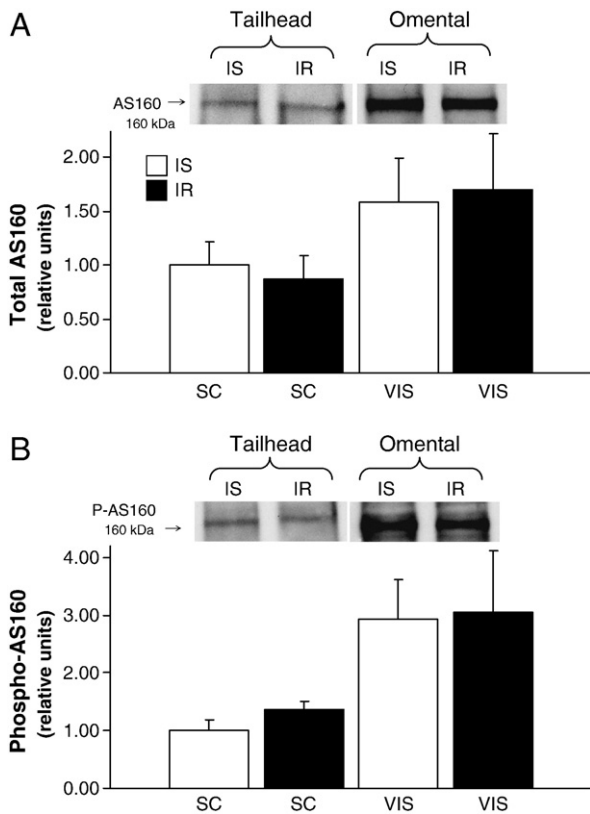 A
Tailhead Omental
IS IR IS IR
AS160 →
160 kDa
2.00
1.50
1.00
0.50
0.00
Total AS160
(relative units)
IS
IR
SC SC VIS VIS
B
Tailhead Omental
IS IR IS IR
P-AS160
160 kDa →
4.00
3.00
2.00
1.00
0.00
Phospho-AS160
(relative units)
SC SC VIS VIS